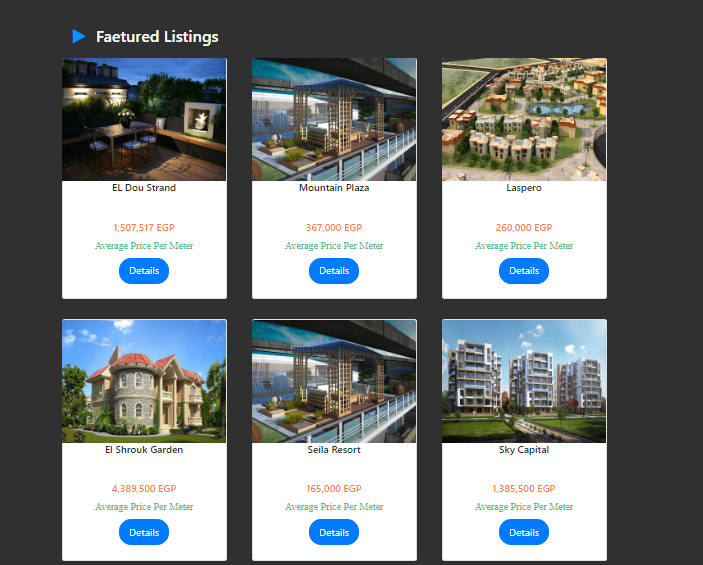 Faetured Listings
EL Dou Strand
Mountain Plaza
Laspero
1,507,517 EGP
367,000 EGP
260,000 EGP
Average Price Per Meter
Average Price Per Meter
Average Price Per Meter
Details
Details
Details
El Shrouk Garden
Seila Resort
Sky Capital
4,389,500 EGP
165,000 EGP
1,385,500 EGP
Average Price Per Meter
Average Price Per Meter
Average Price Per Meter
Details
Details
Details